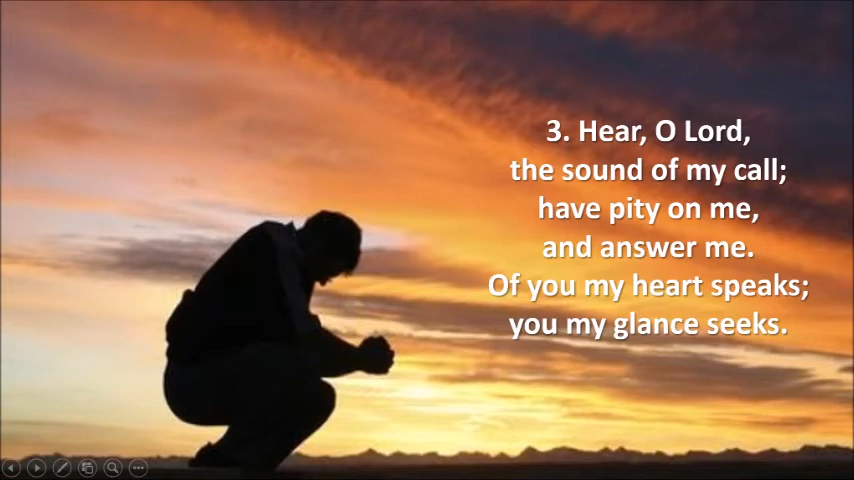 3. Hear, O Lord,
the sound of my call;
have pity on me,
and answer me.
Of you my heart speaks;
you my glance seeks.